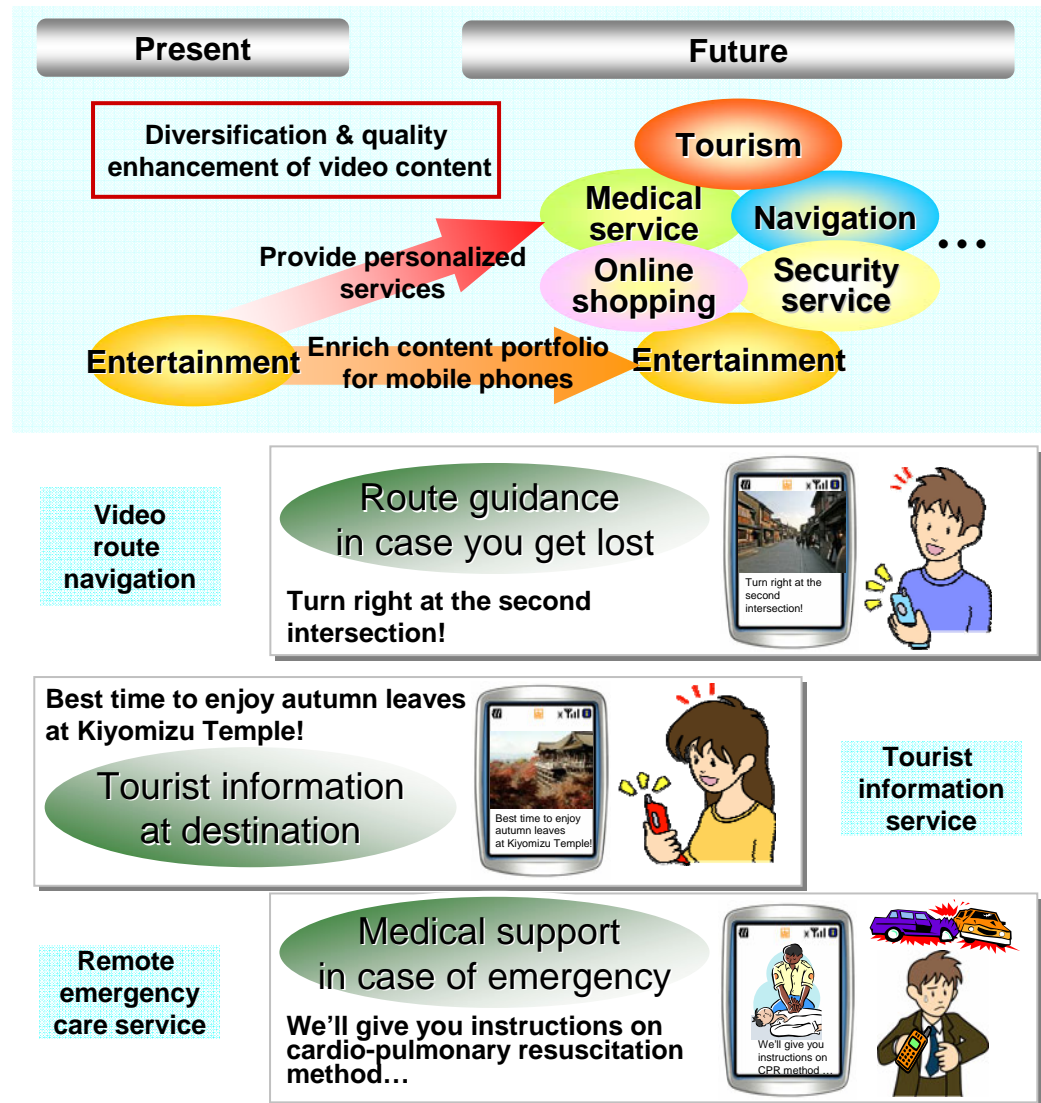 Present
Future
Diversification & quality
enhancement of video content
Tourism
Medical
service
Navigation
...
Provide personalized
services
Online
shopping
Security
service
Entertainment
Enrich content portfolio
for mobile phones
Entertainment
Video
route
navigation
Route guidance
in case you get lost
Turn right at the second
intersection!
Turn right at the
second
intersection!
Best time to enjoy autumn leaves
at Kiyomizu Temple!
Tourist information
at destination
Best time to enjoy
autumn leaves
at Kiyomizu Temple!
Tourist
information
service
Remote
emergency
care service
Medical support
in case of emergency
We'll give you instructions on
cardio-pulmonary resuscitation
method…
We'll give you
instructions on
CPR method ...